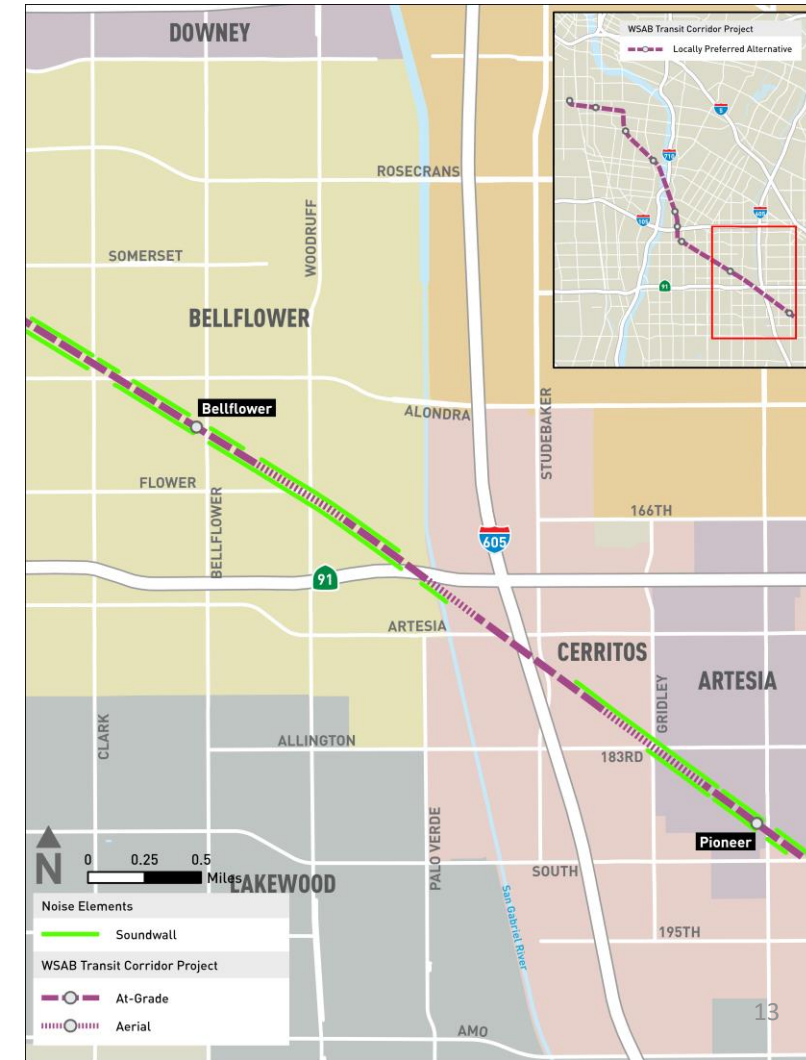 DOWNEY
WSAB Transit Corridor Project
Locally Preferred Alternative
5
710
105
605
91
ROSECRANS
WOODRUFF
SOMERSET
BELLFLOWER
Bellflower
ALONDRA
STUDEBAKER
FLOWER
BELLFLOWER
166TH
605
91
ARTESIA
CERRITOS
ARTESIA
GRIDLEY
CLARK
ALLINGTON
183RD
PALO VERDE
Pioneer
N
0 0.25 0.5
Miles
LAKEWOOD
SOUTH
San Gabriel River
195TH
Noise Elements
Soundwall
WSAB Transit Corridor Project
At-Grade
Aerial
AMO
13